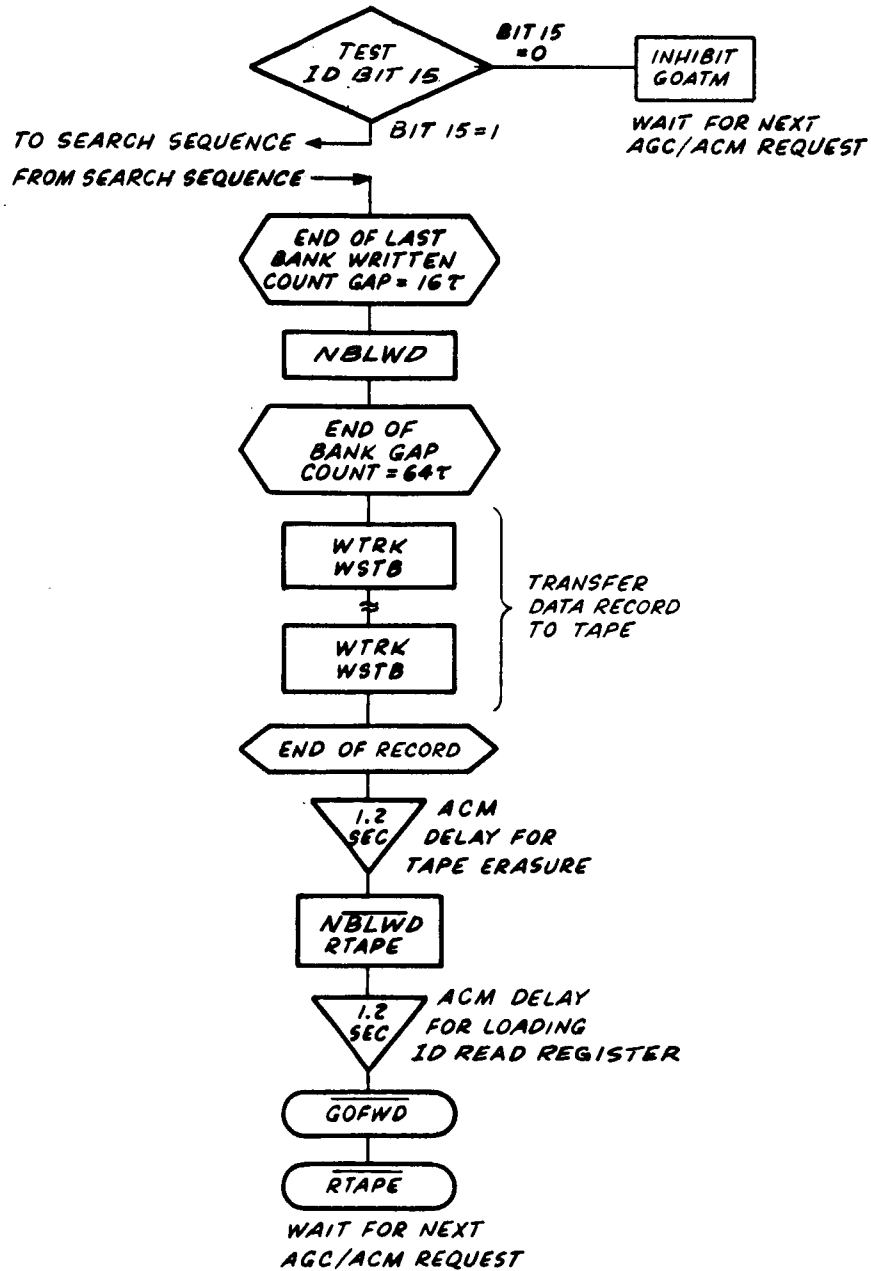 TEST
ID BIT 15
BIT 15
=0
INHIBIT
GOATM
WAIT FOR NEXT
AGC/ACM REQUEST
BIT 15=1
TO SEARCH SEQUENCE
FROM SEARCH SEQUENCE
END OF LAST
BANK WRITTEN
COUNT GAP = 16τ
NBLWD
END OF
BANK GAP
COUNT = 64τ
WTRK
WSTB
≈
WTRK
WSTB
TRANSFER
DATA RECORD
TO TAPE
END OF RECORD
1.2
SEC
ACM
DELAY FOR
TAPE ERASURE
N̅B̅L̅W̅D̅
RTAPE
1.2
SEC
ACM DELAY
FOR LOADING
ID READ REGISTER
G̅O̅F̅W̅D̅
R̅T̅A̅P̅E̅
WAIT FOR NEXT
AGC/ACM REQUEST